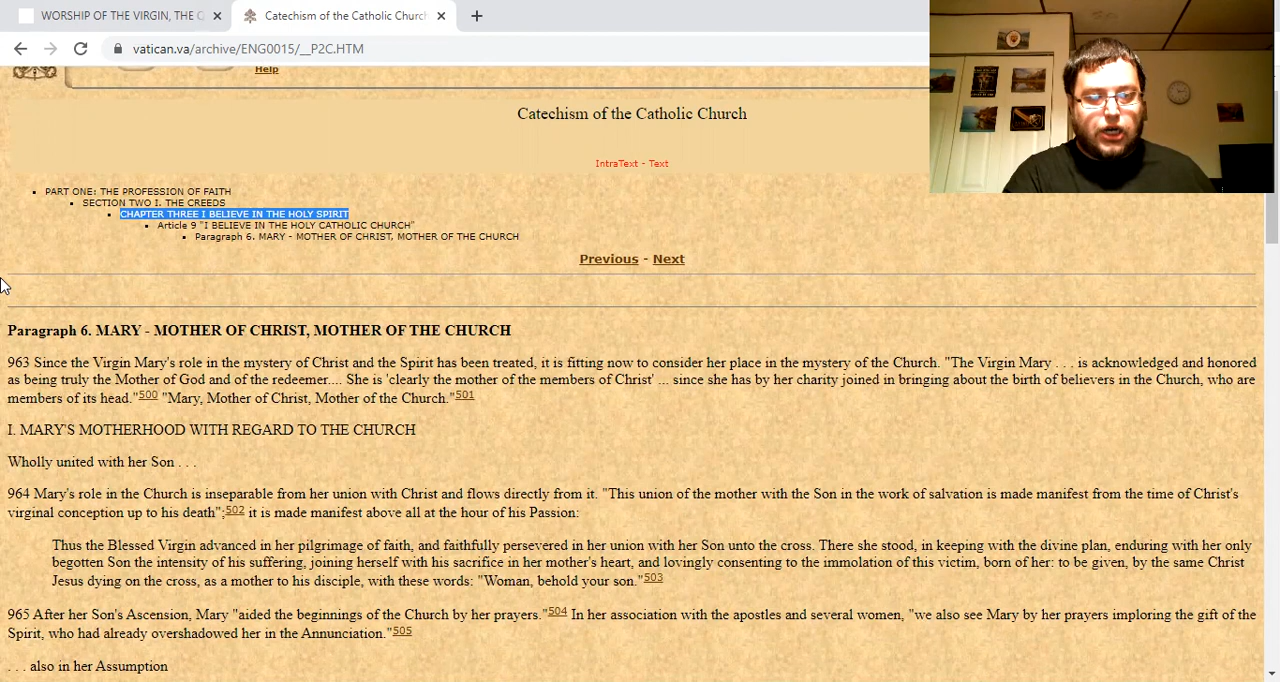 WORSHIP OF THE VIRGIN, THE C
Catechism of the Catholic Church
vatican.va/archive/ENG0015/__P2C.HTM
Help
Catechism of the Catholic Church
IntraText - Text
PART ONE: THE PROFESSION OF FAITH
SECTION TWO I. THE CREEDS
CHAPTER THREE I BELIEVE IN THE HOLY SPIRIT
Article 9 "I BELIEVE IN THE HOLY CATHOLIC CHURCH"
Paragraph 6. MARY - MOTHER OF CHRIST, MOTHER OF THE CHURCH
Previous - Next
Paragraph 6. MARY - MOTHER OF CHRIST, MOTHER OF THE CHURCH
963 Since the Virgin Mary's role in the mystery of Christ and the Spirit has been treated, it is fitting now to consider her place in the mystery of the Church. "The Virgin Mary . . . is acknowledged and honored
as being truly the Mother of God and of the redeemer.... She is 'clearly the mother of the members of Christ' ... since she has by her charity joined in bringing about the birth of believers in the Church, who are
members of its head."500 "Mary, Mother of Christ, Mother of the Church."501
I. MARY'S MOTHERHOOD WITH REGARD TO THE CHURCH
Wholly united with her Son . . .
964 Mary's role in the Church is inseparable from her union with Christ and flows directly from it. "This union of the mother with the Son in the work of salvation is made manifest from the time of Christ's
virginal conception up to his death";502 it is made manifest above all at the hour of his Passion:
Thus the Blessed Virgin advanced in her pilgrimage of faith, and faithfully persevered in her union with her Son unto the cross. There she stood, in keeping with the divine plan, enduring with her only
begotten Son the intensity of his suffering, joining herself with his sacrifice in her mother's heart, and lovingly consenting to the immolation of this victim, born of her: to be given, by the same Christ
Jesus dying on the cross, as a mother to his disciple, with these words: "Woman, behold your son."503
965 After her Son's Ascension, Mary "aided the beginnings of the Church by her prayers."504 In her association with the apostles and several women, "we also see Mary by her prayers imploring the gift of the
Spirit, who had already overshadowed her in the Annunciation."505
. . . also in her Assumption